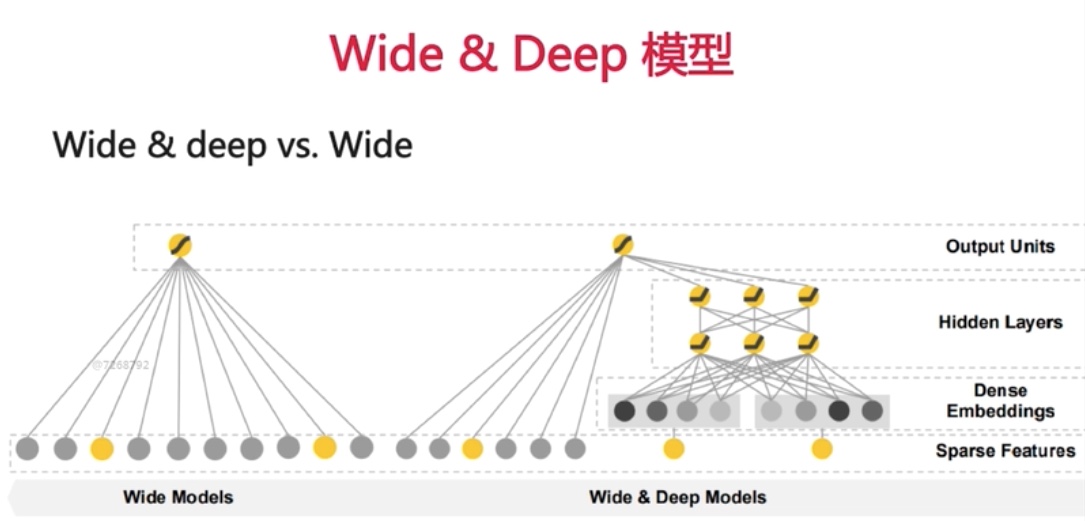 Wide & Deep 模型
Wide & deep vs. Wide
Output Units
Hidden Layers
@7268792
Dense
Embeddings
Sparse Features
Wide Models
Wide & Deep Models